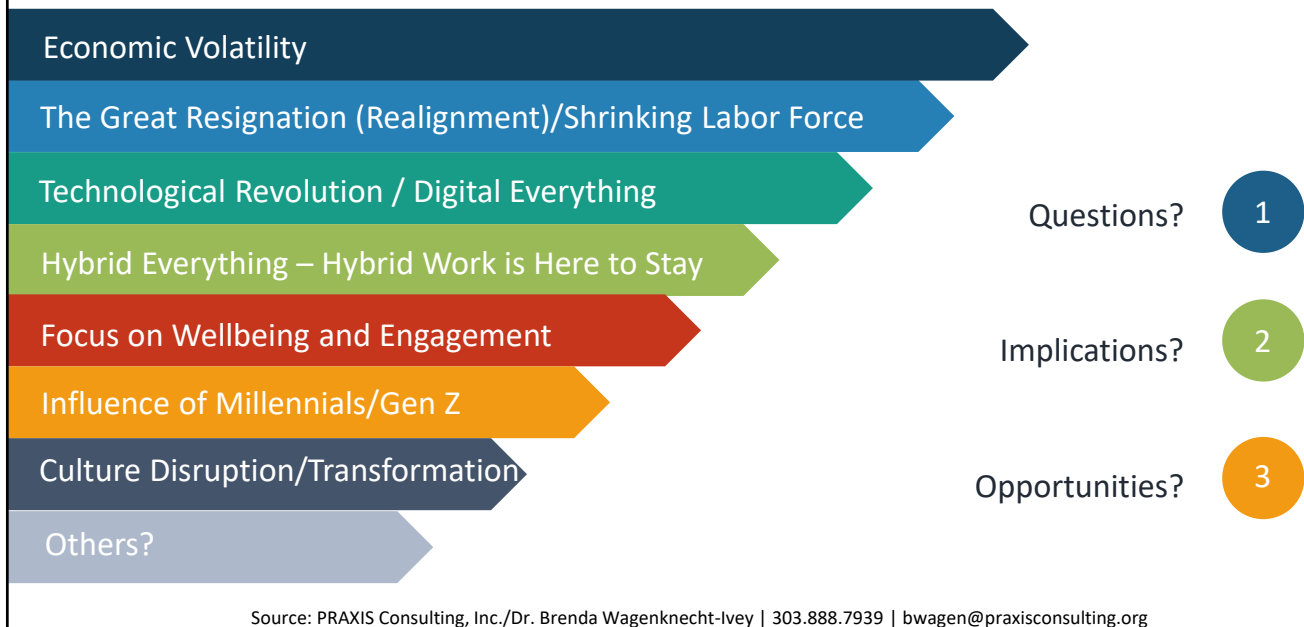 Economic Volatility
The Great Resignation (Realignment)/Shrinking Labor Force
Technological Revolution / Digital Everything
Hybrid Everything – Hybrid Work is Here to Stay
Focus on Wellbeing and Engagement
Influence of Millennials/Gen Z
Culture Disruption/Transformation
Others?
Questions? 1
Implications? 2
Opportunities? 3
Source: PRAXIS Consulting, Inc./Dr. Brenda Wagenknecht-Ivey | 303.888.7939 | bwagen@praxisconsulting.org